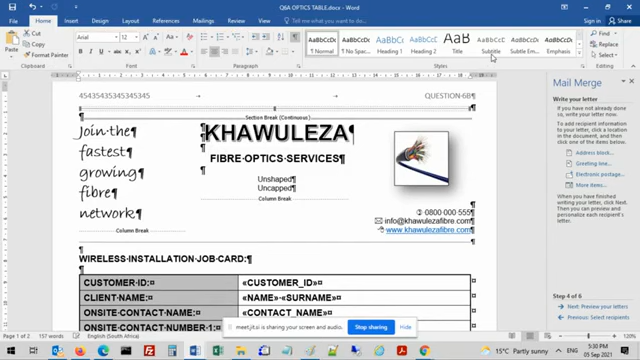 Q6A OPTICS TABLE.docx - Word
File Home Insert Design Layout References Mailings Review View Tell me what you want to do... Sign in Share
Arial 12
AaBbCcDc AaBbCcDc AaBbCc AaBbCcC AaB AaBbCcD AaBbCcDc AaBbCcDc
¶ Normal ¶ No Spac... Heading 1 Heading 2 Title Subtitle Subtle Em... Emphasis
Find
Replace
Select
Clipboard Font Paragraph Styles Editing
454354353454345345
QUESTION-6B¶
Section Break (Continuous)
Join·the¶
fastest¶
growing¶
fibre¶
network¶
Column Break
KHAWULEZA¶
FIBRE·OPTICS·SERVICES¶
Unshaped¶
Uncapped¶
Column Break
0800 000 555¶
info@khawulezafibre.com¶
www.khawulezafibre.com¶
WIRELESS·INSTALLATION·JOB·CARD:¶
CUSTOMER·ID:¤ «CUSTOMER_ID»¤
CLIENT·NAME:¤ «NAME»·«SURNAME»¤
ONSITE·CONTACT·NAME:¤ «CONTACT_NAME»¤
ONSITE·CONTACT·NUMBER·1:¤
Mail Merge
Write your letter
If you have not already done so, write your letter now.
To add recipient information to your letter, click a location in the document, and then click one of the items below.
Address block...
Greeting line...
Electronic postage...
More items...
When you have finished writing your letter, click Next. Then you can preview and personalize each recipient's letter.
Step 4 of 6
Next: Preview your letters
Previous: Select recipients
meet.jit.si is sharing your screen and audio. Stop sharing Hide
Page 1 of 2 157 words English (South Africa) 120%
15°C Partly sunny
5:30 PM
05 Sep 2021